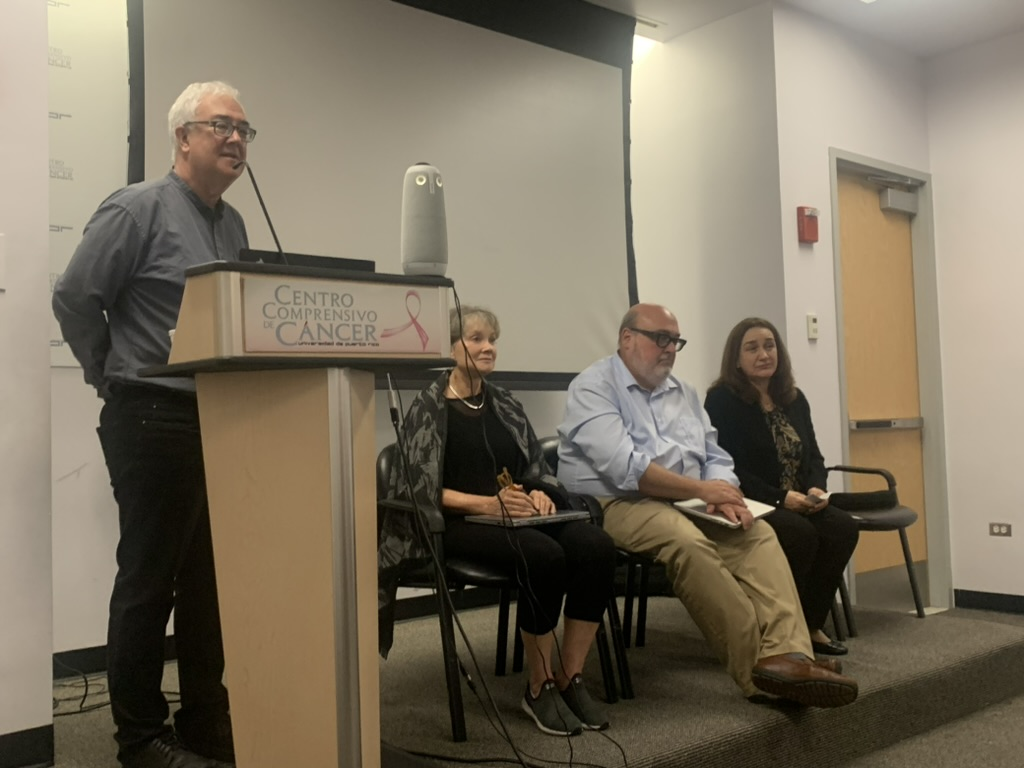 CENTRO
COMPRENSIVO
DE CÁNCER
Universidad de puerto rico